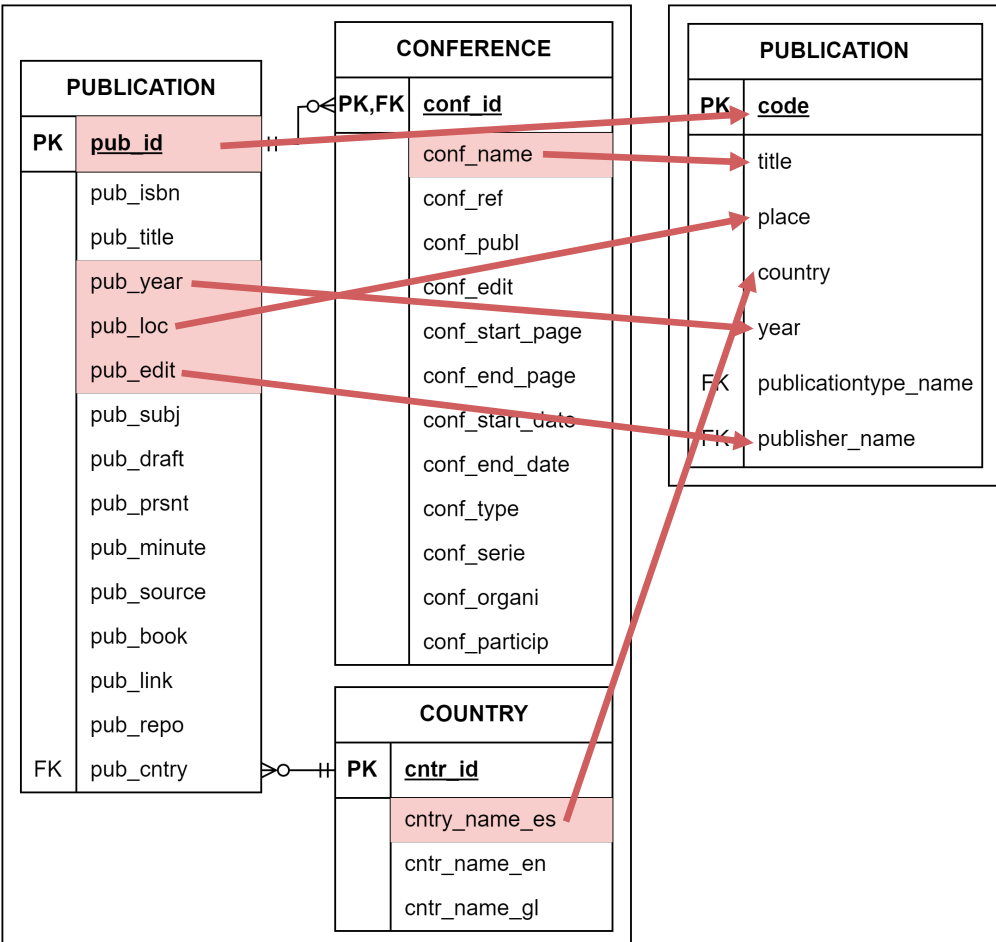 PUBLICATION
PK pub_id
pub_isbn
pub_title
pub_year
pub_loc
pub_edit
pub_subj
pub_draft
pub_prsnt
pub_minute
pub_source
pub_book
pub_link
pub_repo
FK pub_cntry
CONFERENCE
PK,FK conf_id
conf_name
conf_ref
conf_publ
conf_edit
conf_start_page
conf_end_page
conf_start_date
conf_end_date
conf_type
conf_serie
conf_organi
conf_particip
COUNTRY
PK cntr_id
cntry_name_es
cntr_name_en
cntr_name_gl
PUBLICATION
PK code
title
place
country
year
FK publicationtype_name
FK publisher_name